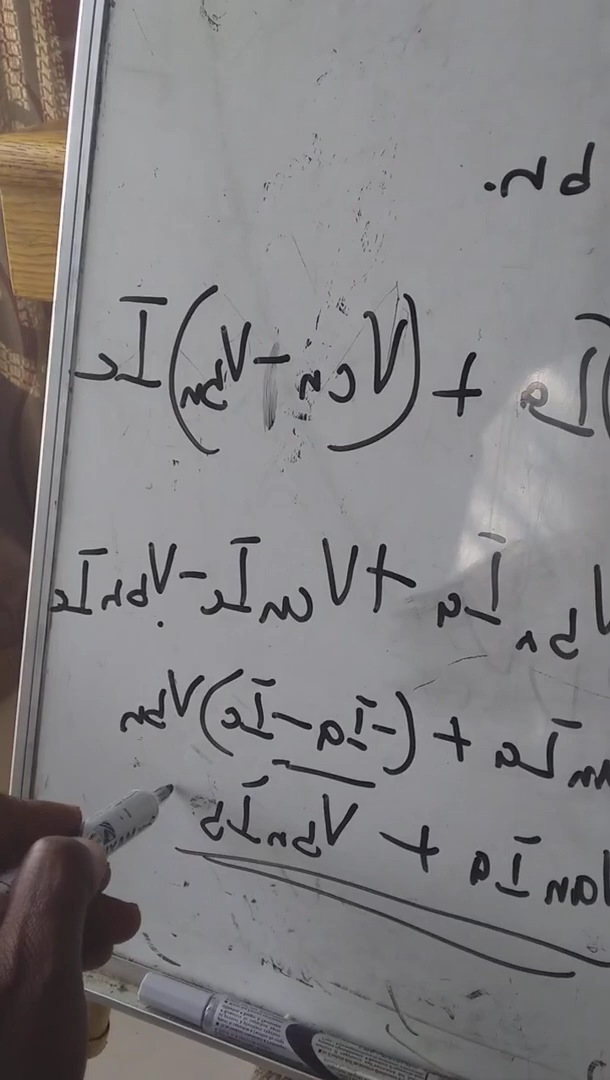 bn.
)Ia + (Vcn - Vbn) Ic
Vbn Ia + Vcn Ic - Vbn Ic
an Ia + (-Ia - Ic) Vbn
Van Ia + Vbn Ib